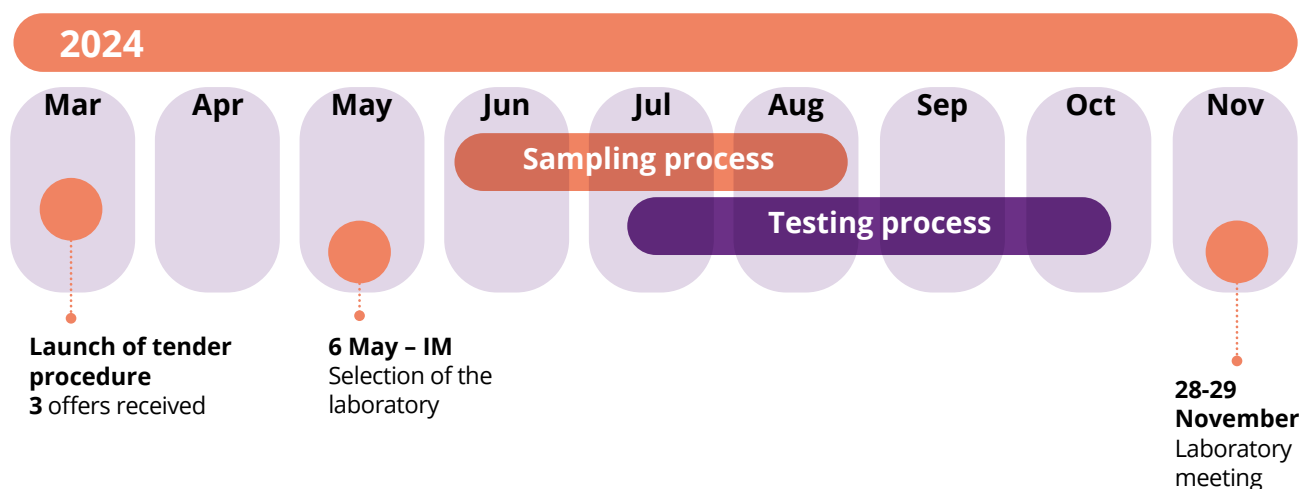 2024
Mar Apr May Jun Jul Aug Sep Oct Nov
Sampling process
Testing process
Launch of tender
procedure
3 offers received
6 May – IM
Selection of the
laboratory
28-29
November
Laboratory
meeting